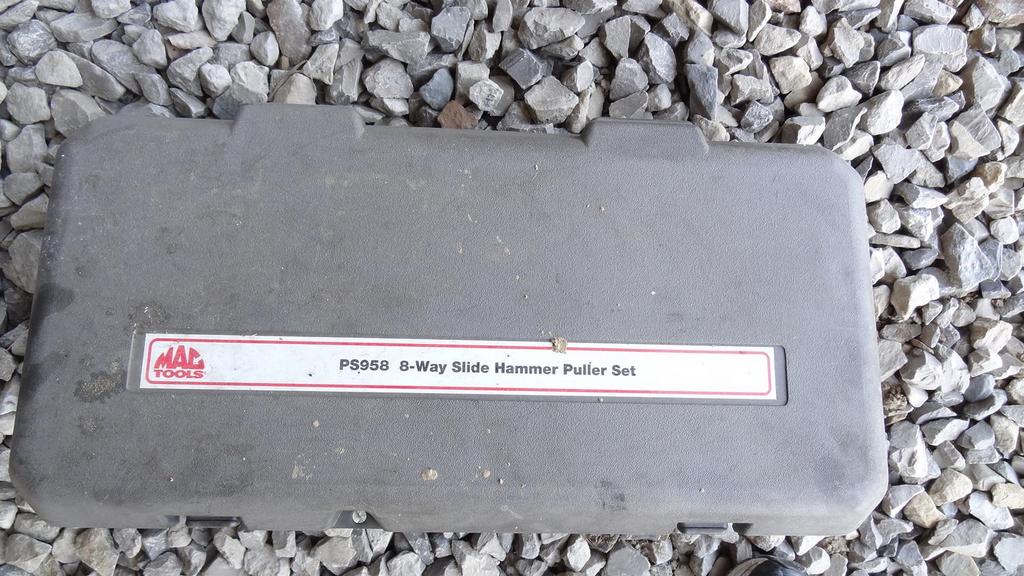 MAC
TOOLS
PS958 8-Way Slide Hammer Puller Set